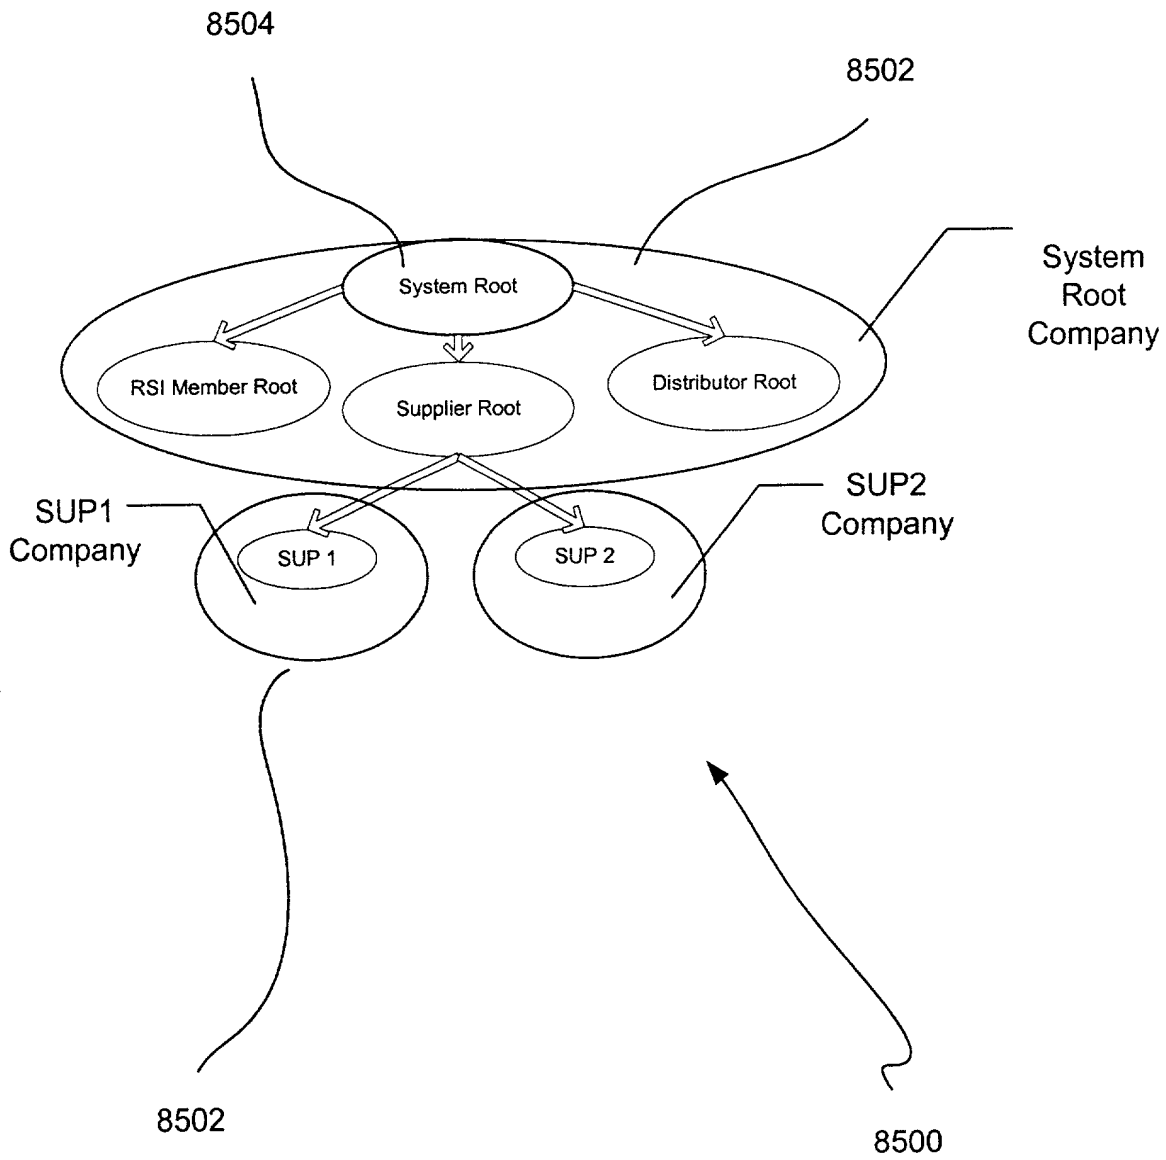 8504
8502
System Root
System
Root
Company
RSI Member Root
Supplier Root
Distributor Root
SUP1
Company
SUP2
Company
SUP 1
SUP 2
8502
8500